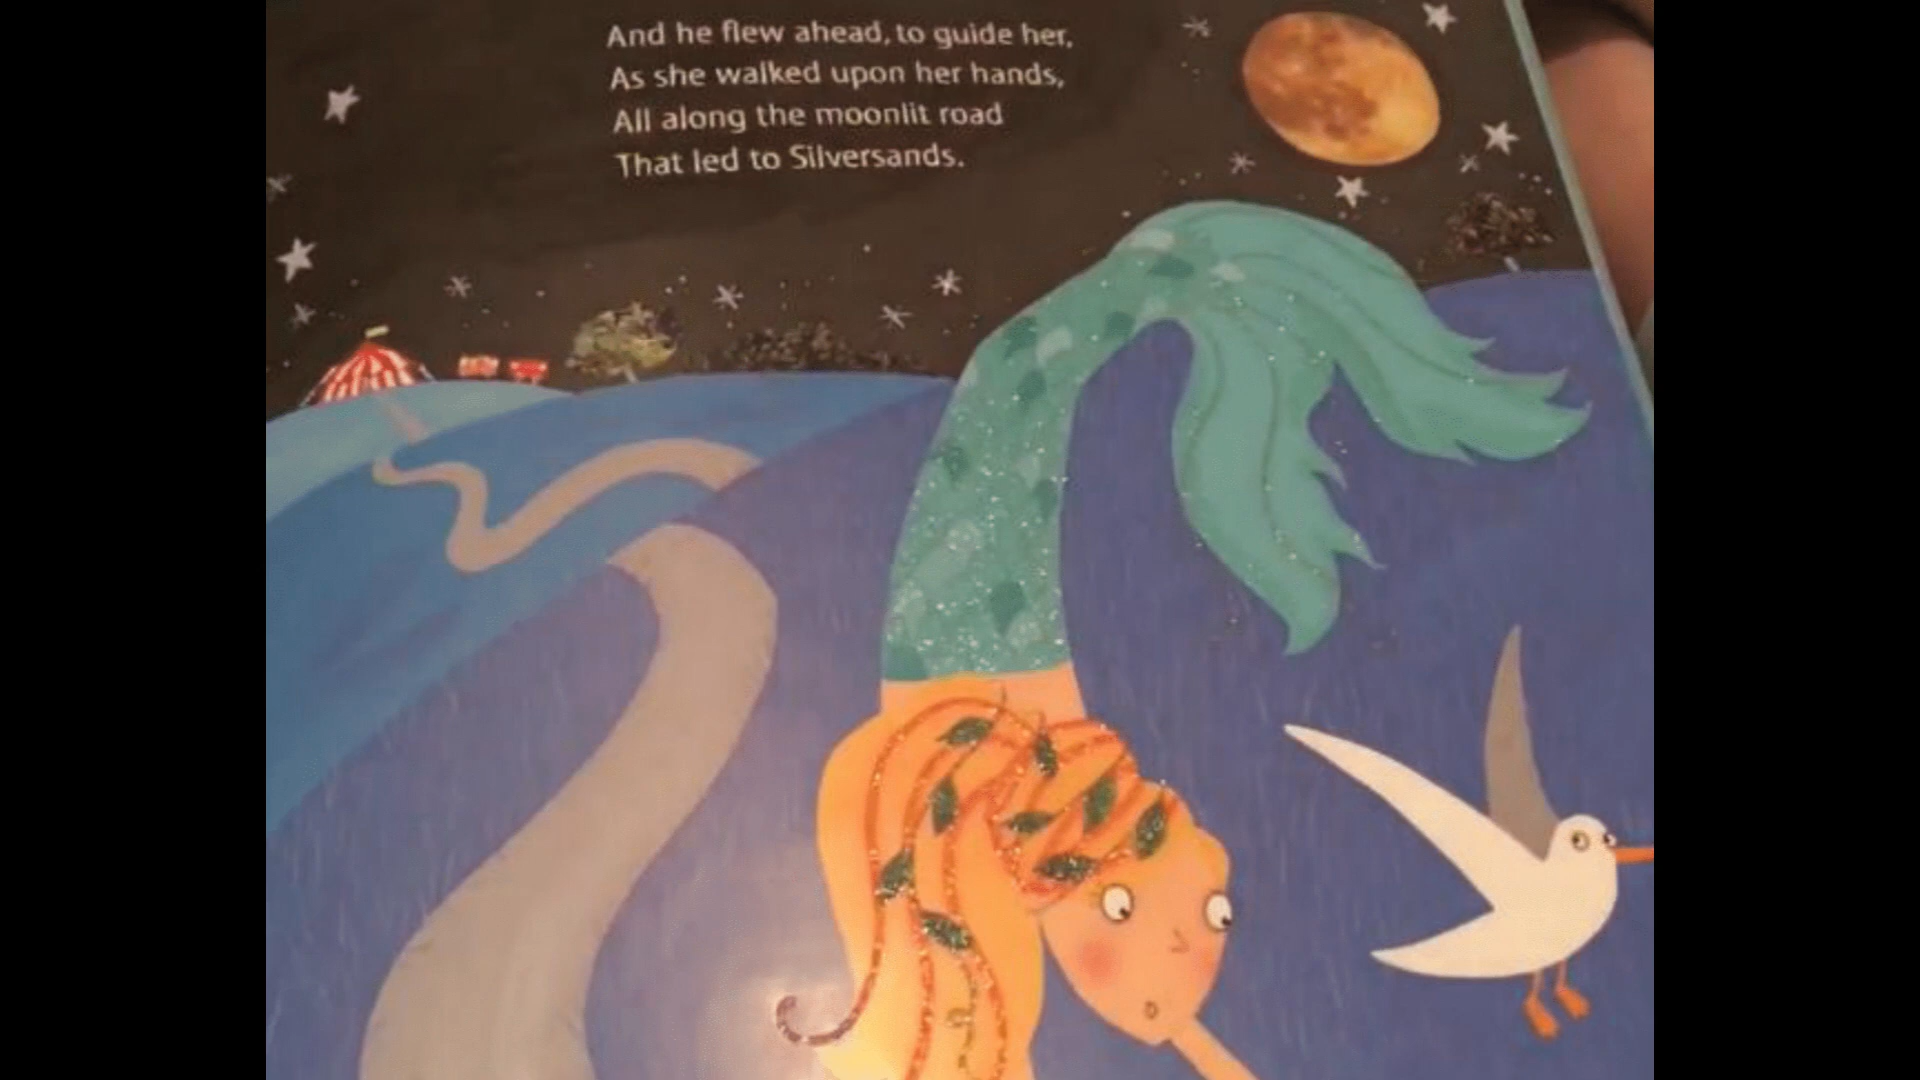 And he flew ahead, to guide her,
As she walked upon her hands,
All along the moonlit road
That led to Silversands.